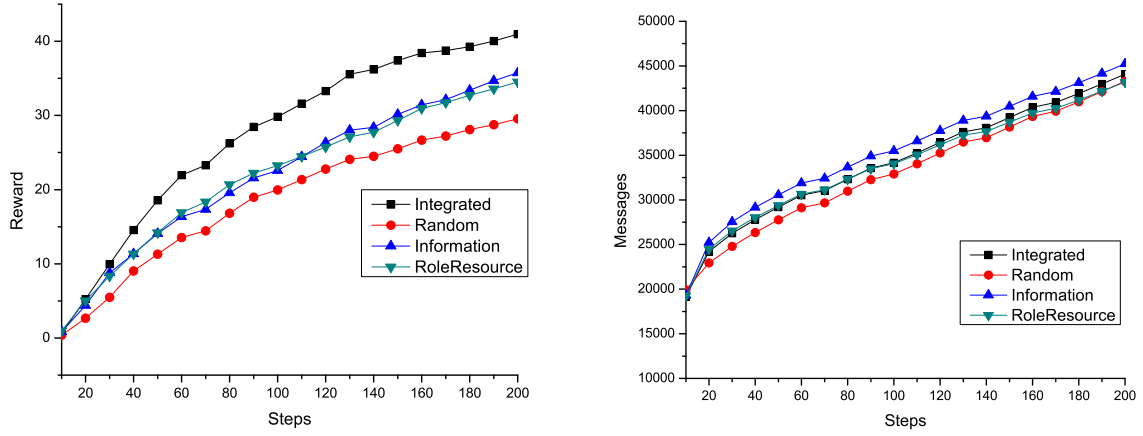 Reward
40
30
20
10
0
20 40 60 80 100 120 140 160 180 200
Steps
Integrated
Random
Information
RoleResource
Messages
50000
45000
40000
35000
30000
25000
20000
15000
10000
20 40 60 80 100 120 140 160 180 200
Steps
Integrated
Random
Information
RoleResource